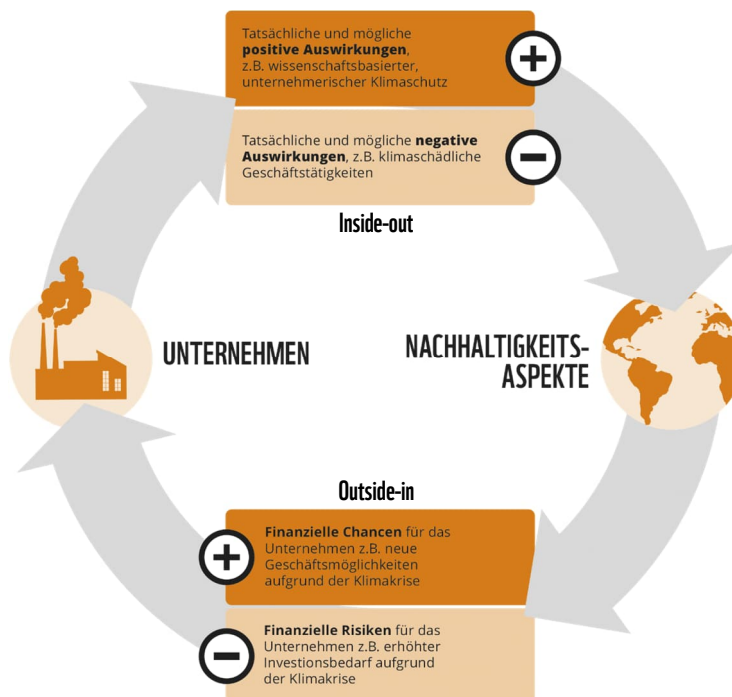 Tatsächliche und mögliche
positive Auswirkungen,
z.B. wissenschaftsbasierter,
unternehmerischer Klimaschutz
Tatsächliche und mögliche negative
Auswirkungen, z.B. klimaschädliche
Geschäftstätigkeiten
Inside-out
UNTERNEHMEN
NACHHALTIGKEITS-
ASPEKTE
Outside-in
Finanzielle Chancen für das
Unternehmen z.B. neue
Geschäftsmöglichkeiten
aufgrund der Klimakrise
Finanzielle Risiken für das
Unternehmen z.B. erhöhter
Investionsbedarf aufgrund
der Klimakrise